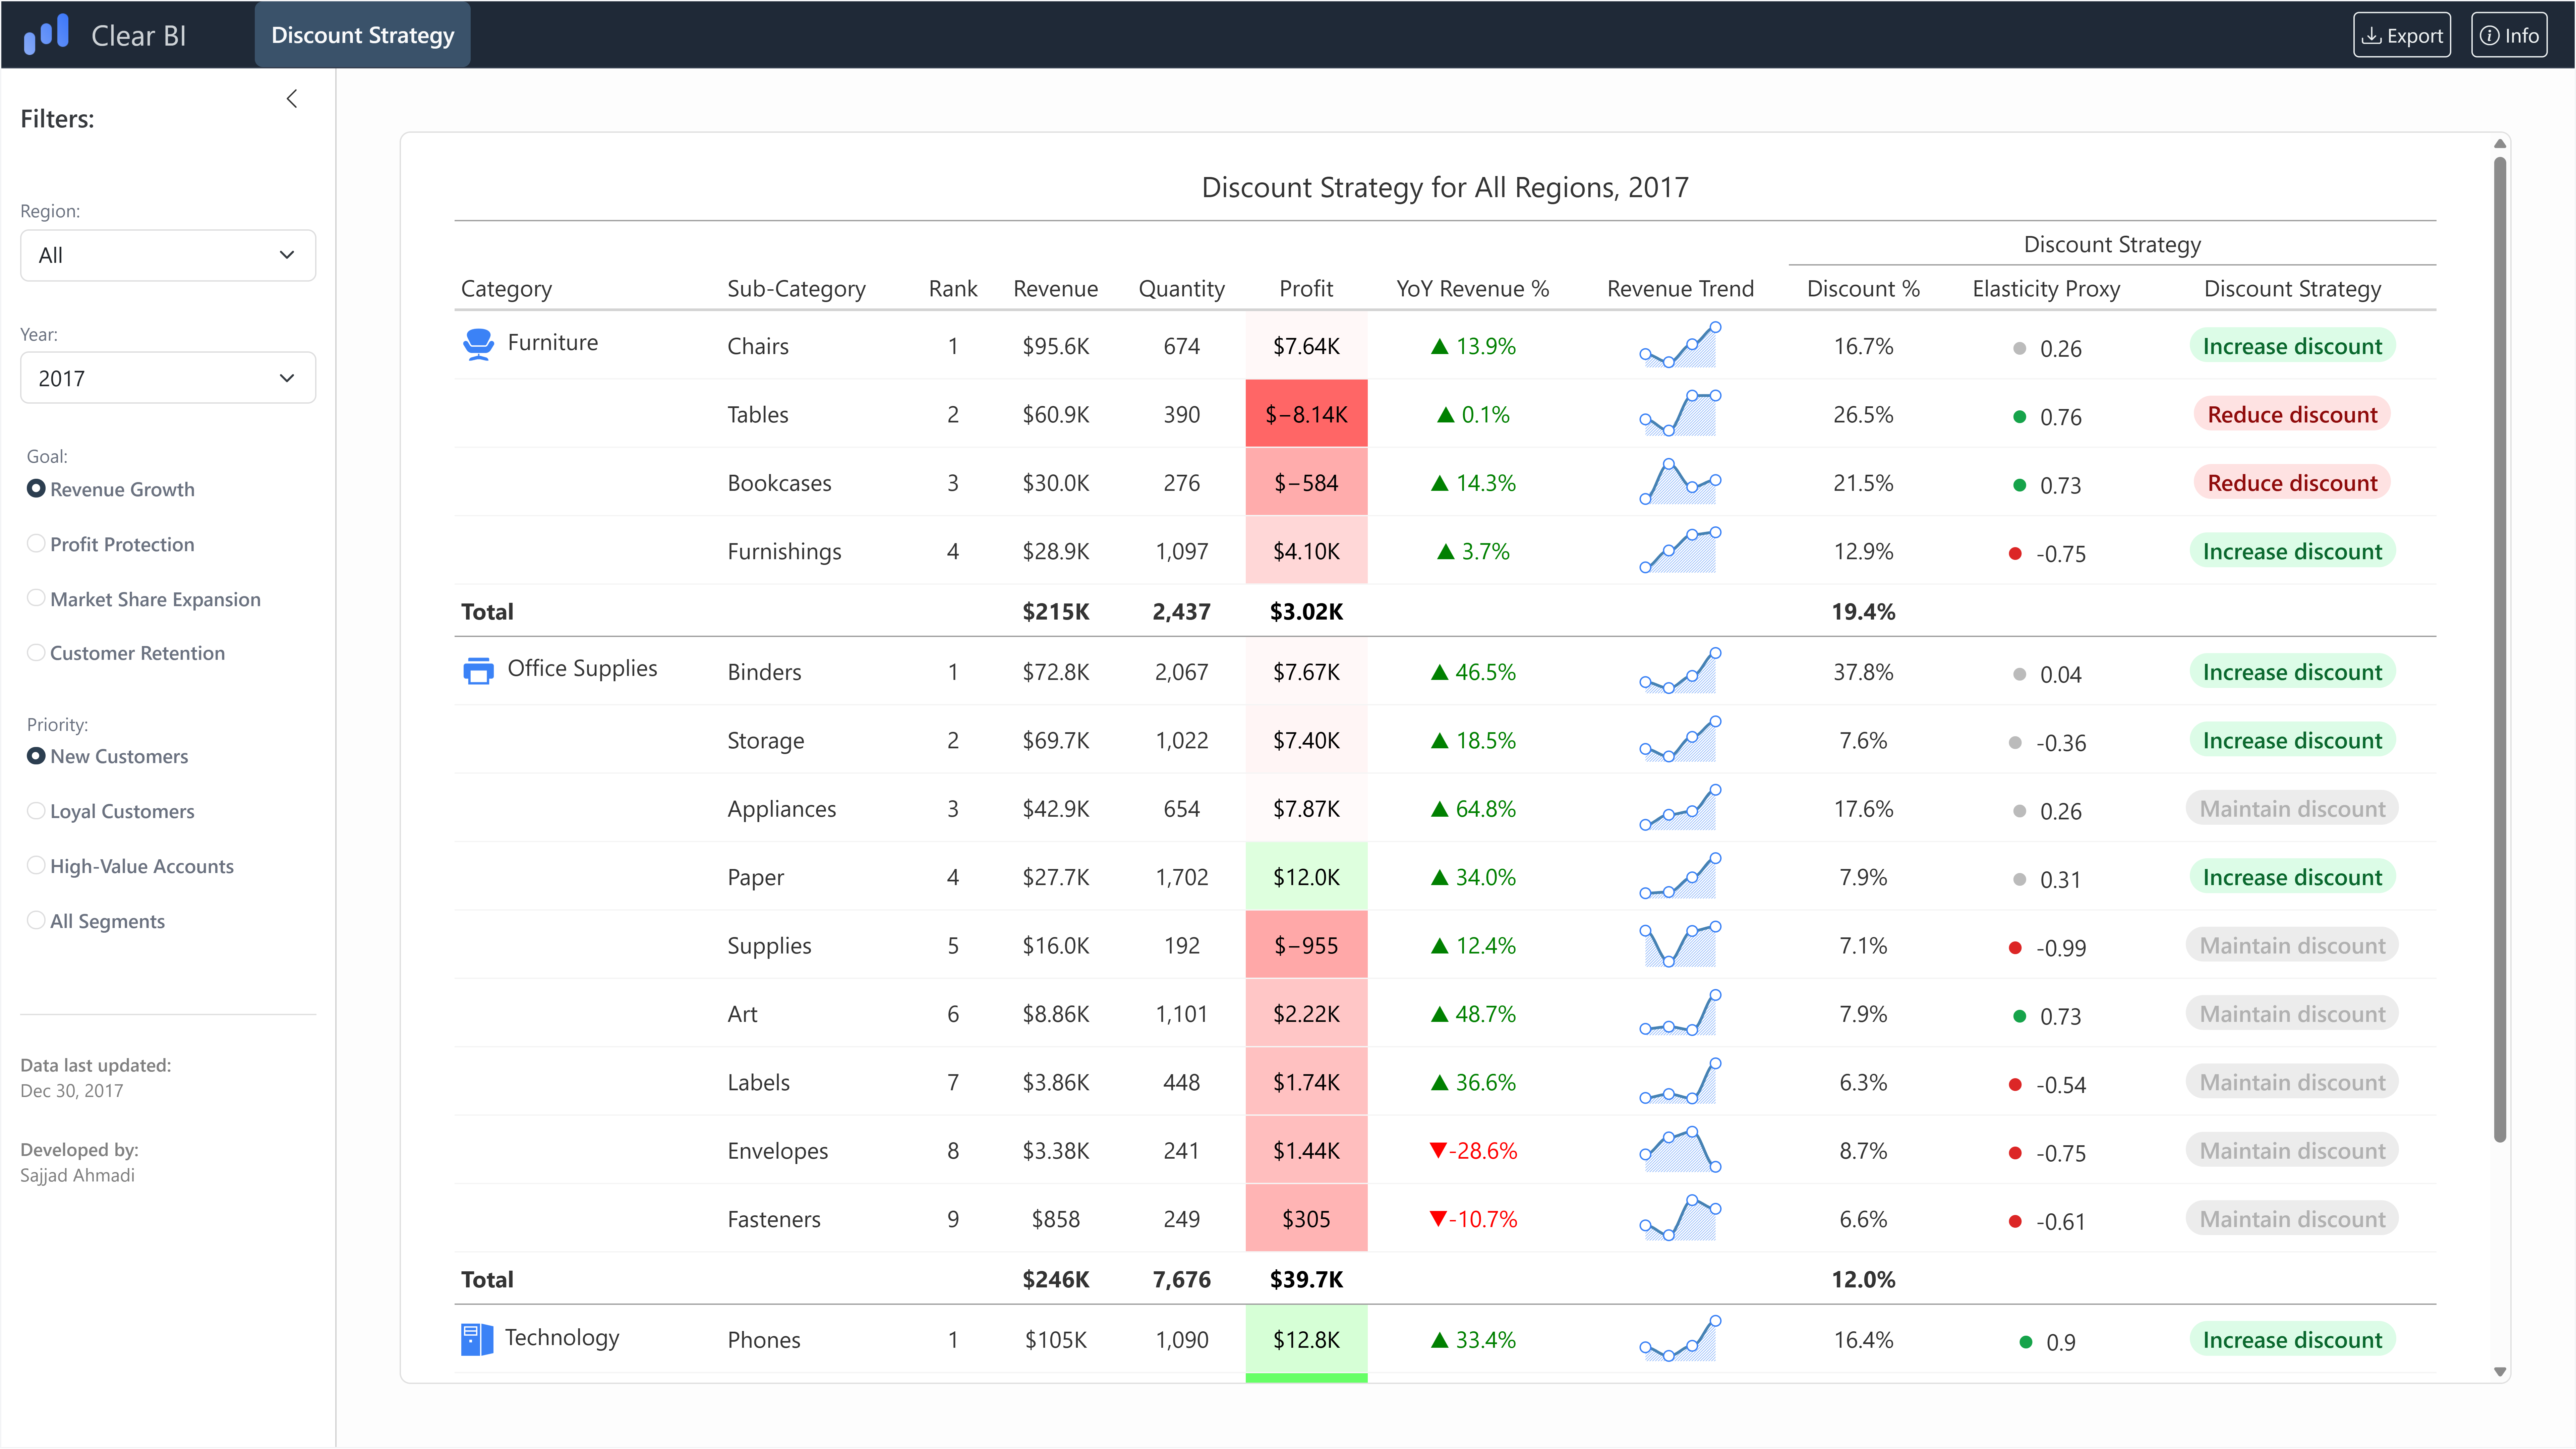 Clear BI
Discount Strategy
Export
Info
Filters:
Region:
All
Year:
2017
Goal:
Revenue Growth
Profit Protection
Market Share Expansion
Customer Retention
Priority:
New Customers
Loyal Customers
High-Value Accounts
All Segments
Data last updated:
Dec 30, 2017
Developed by:
Sajjad Ahmadi
Discount Strategy for All Regions, 2017
Discount Strategy
Category Sub-Category Rank Revenue Quantity Profit YoY Revenue % Revenue Trend Discount % Elasticity Proxy Discount Strategy
Furniture Chairs 1 $95.6K 674 $7.64K ▲ 13.9% 16.7% 0.26 Increase discount
Tables 2 $60.9K 390 $−8.14K ▲ 0.1% 26.5% 0.76 Reduce discount
Bookcases 3 $30.0K 276 $−584 ▲ 14.3% 21.5% 0.73 Reduce discount
Furnishings 4 $28.9K 1,097 $4.10K ▲ 3.7% 12.9% -0.75 Increase discount
Total $215K 2,437 $3.02K 19.4%
Office Supplies Binders 1 $72.8K 2,067 $7.67K ▲ 46.5% 37.8% 0.04 Increase discount
Storage 2 $69.7K 1,022 $7.40K ▲ 18.5% 7.6% -0.36 Increase discount
Appliances 3 $42.9K 654 $7.87K ▲ 64.8% 17.6% 0.26 Maintain discount
Paper 4 $27.7K 1,702 $12.0K ▲ 34.0% 7.9% 0.31 Increase discount
Supplies 5 $16.0K 192 $−955 ▲ 12.4% 7.1% -0.99 Maintain discount
Art 6 $8.86K 1,101 $2.22K ▲ 48.7% 7.9% 0.73 Maintain discount
Labels 7 $3.86K 448 $1.74K ▲ 36.6% 6.3% -0.54 Maintain discount
Envelopes 8 $3.38K 241 $1.44K ▼-28.6% 8.7% -0.75 Maintain discount
Fasteners 9 $858 249 $305 ▼-10.7% 6.6% -0.61 Maintain discount
Total $246K 7,676 $39.7K 12.0%
Technology Phones 1 $105K 1,090 $12.8K ▲ 33.4% 16.4% 0.9 Increase discount